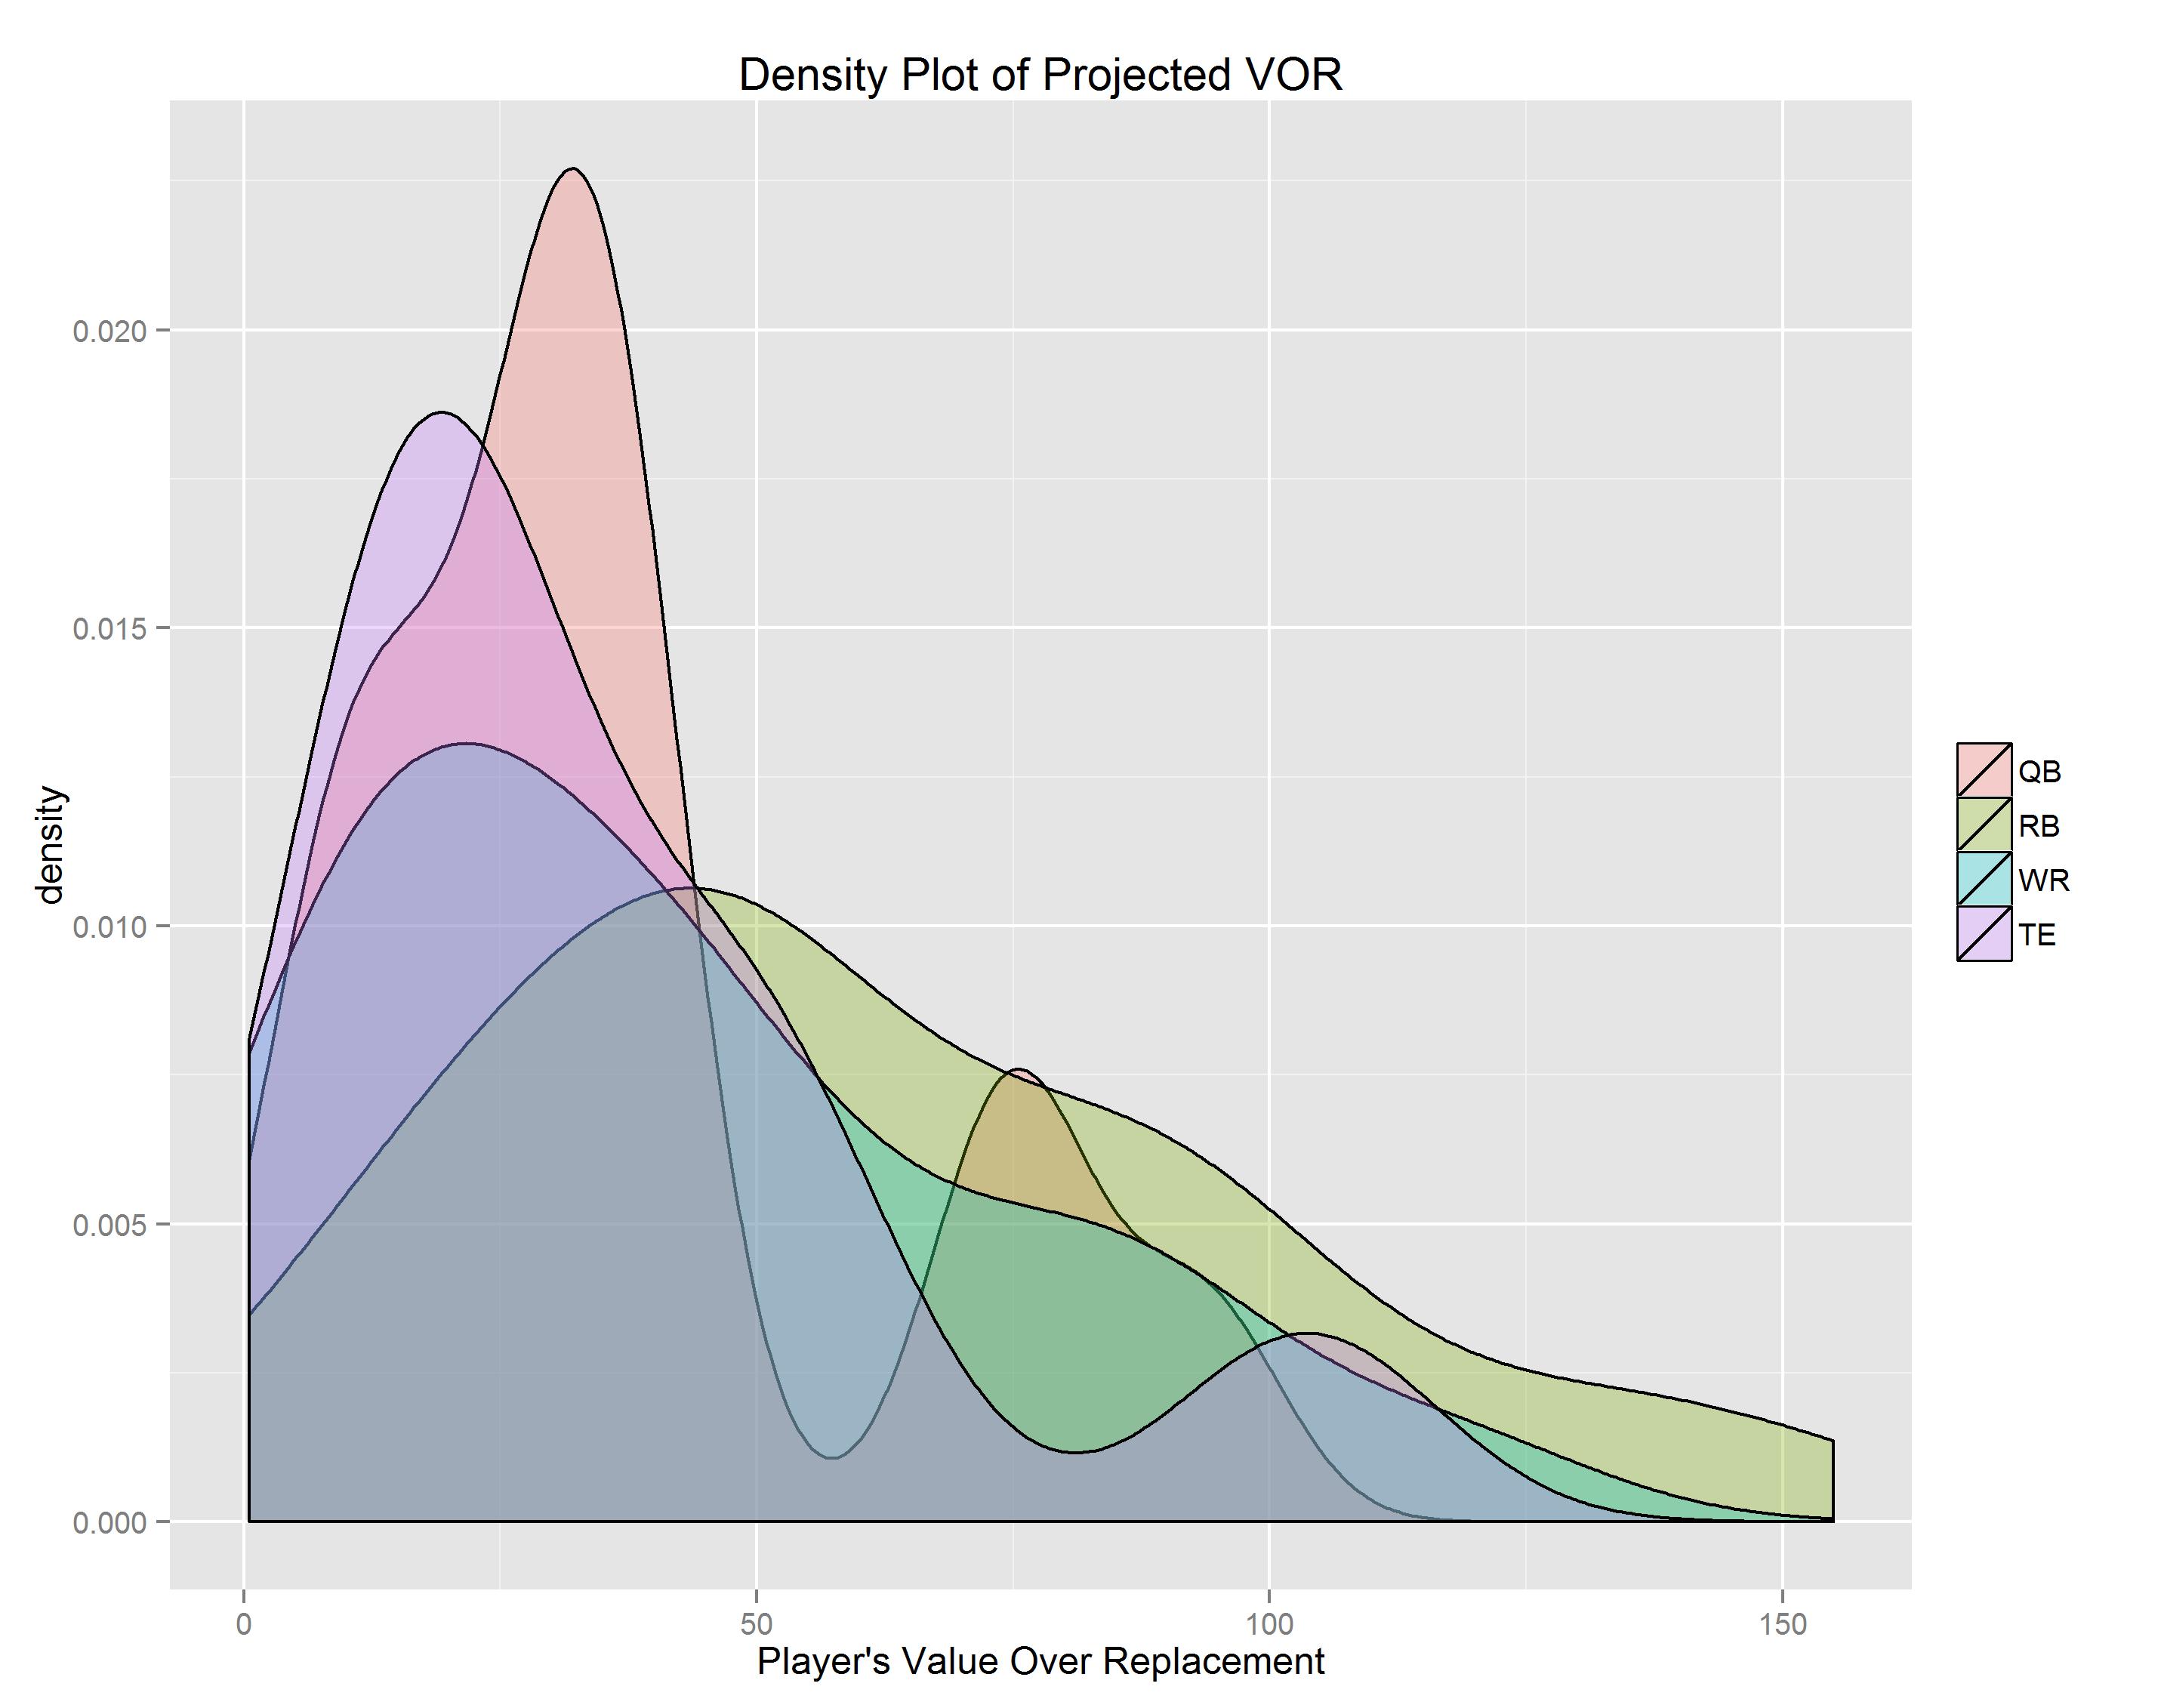 Density Plot of Projected VOR
density
0.020
0.015
0.010
0.005
0.000
0
50
100
150
Player's Value Over Replacement
QB
RB
WR
TE